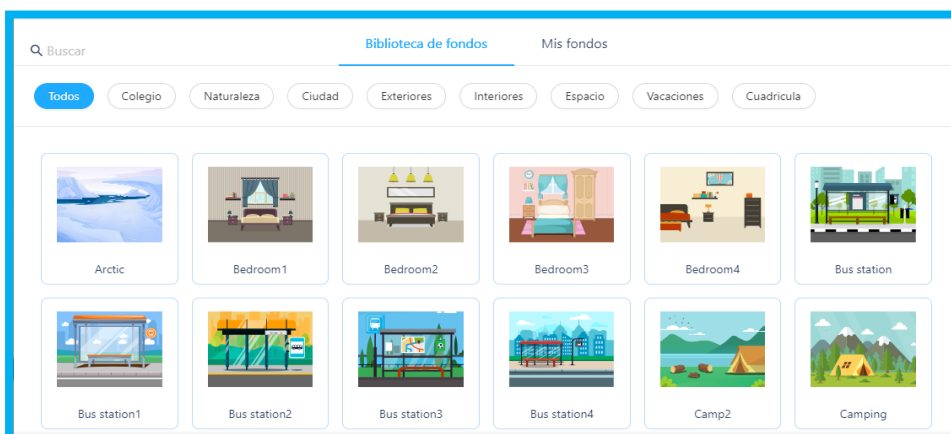 Buscar Biblioteca de fondos Mis fondos
Todos Colegio Naturaleza Ciudad Exteriores Interiores Espacio Vacaciones Cuadricula
Arctic Bedroom1 Bedroom2 Bedroom3 Bedroom4 Bus station
Bus station1 Bus station2 Bus station3 Bus station4 Camp2 Camping